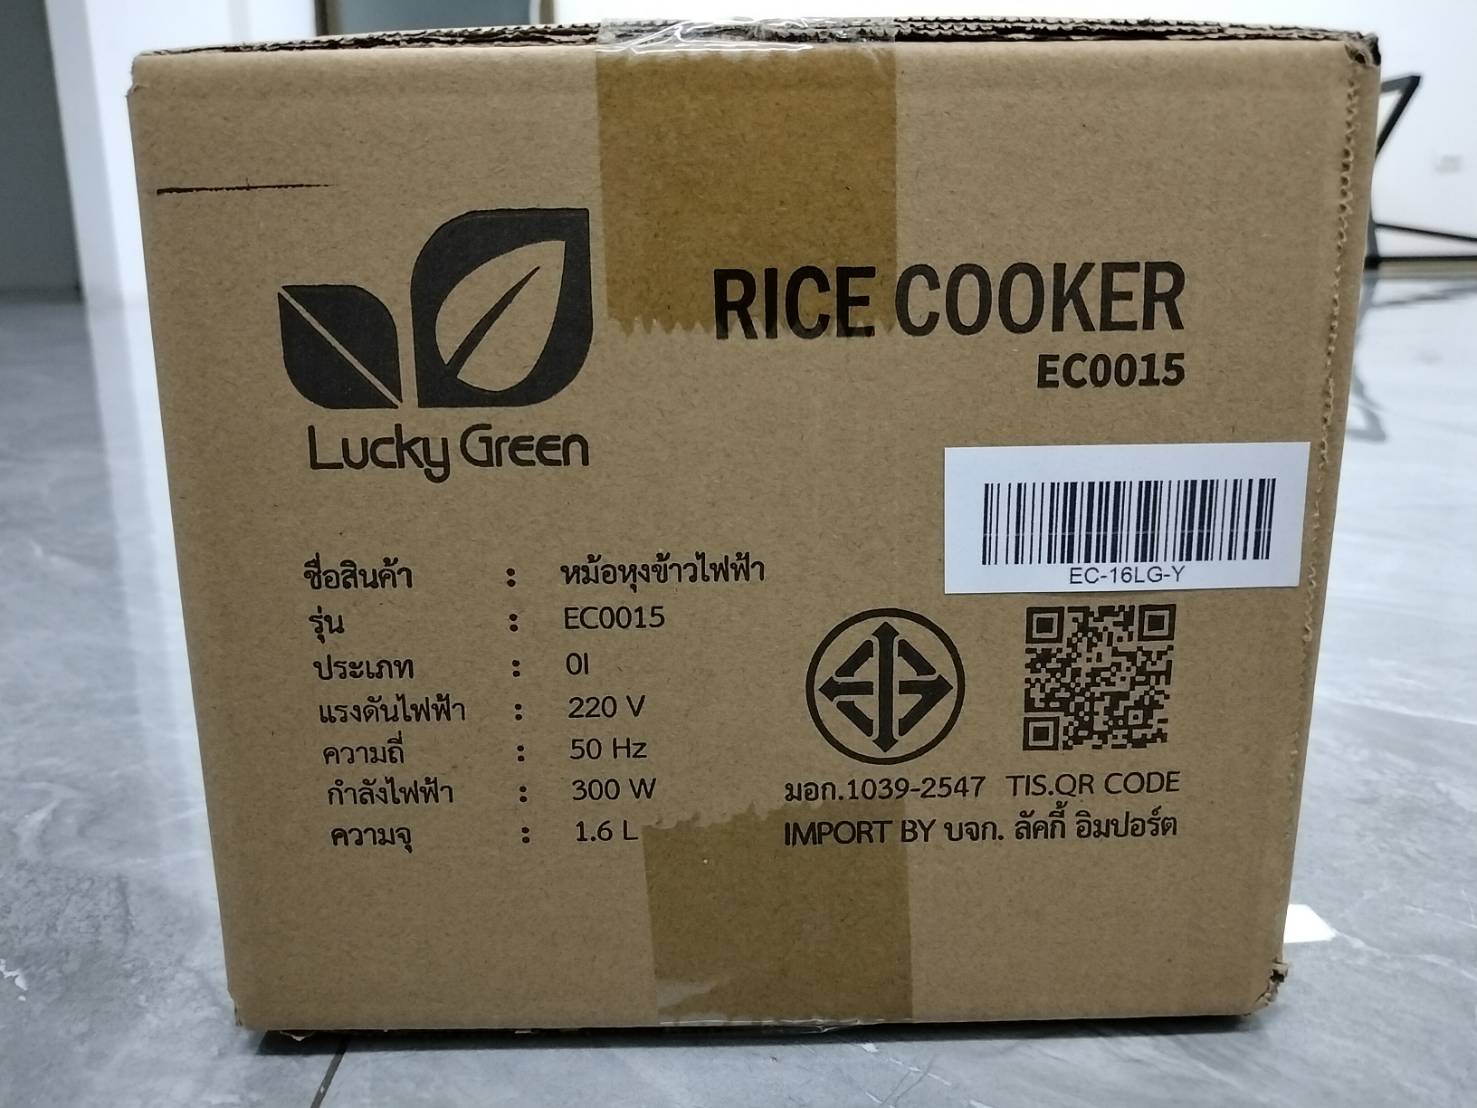 Lucky Green
RICE COOKER
EC0015
EC-16LG-Y
ชื่อสินค้า : หม้อหุงข้าวไฟฟ้า
รุ่น : EC0015
ประเภท : 0I
แรงดันไฟฟ้า : 220 V
ความถี่ : 50 Hz
กำลังไฟฟ้า : 300 W
ความจุ : 1.6 L
มอก.1039-2547 TIS.QR CODE
IMPORT BY บจก. ลัคกี้ อิมปอร์ต